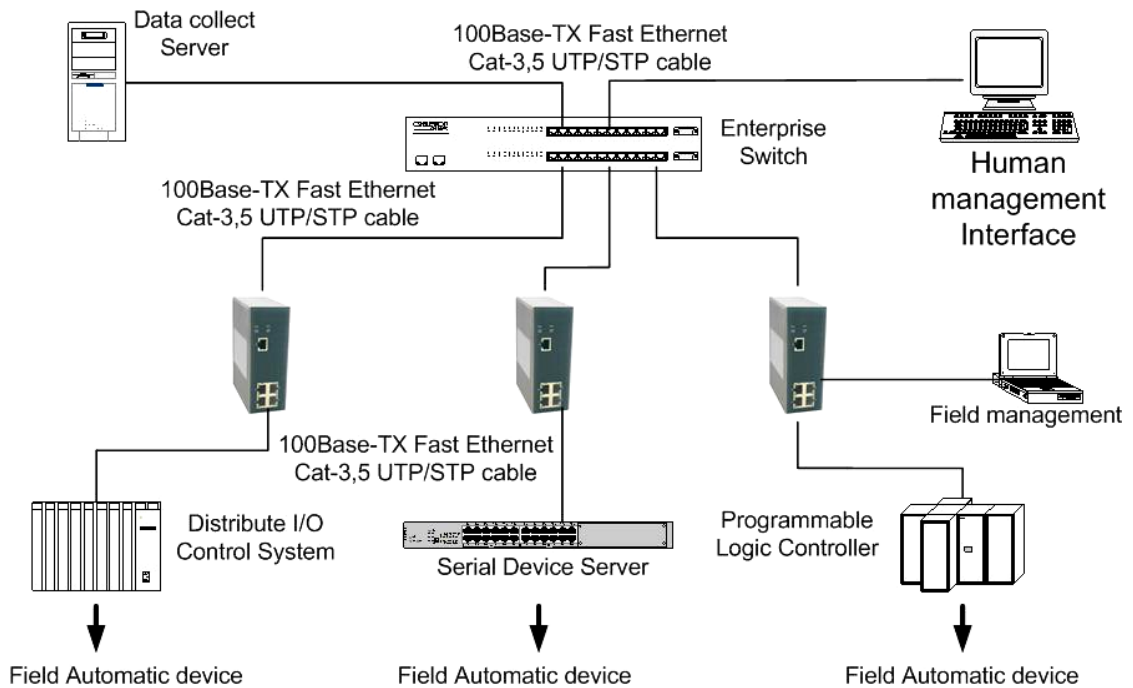 Data collect
Server
100Base-TX Fast Ethernet
Cat-3,5 UTP/STP cable
Enterprise
Switch
Human
management
Interface
100Base-TX Fast Ethernet
Cat-3,5 UTP/STP cable
Field management
100Base-TX Fast Ethernet
Cat-3,5 UTP/STP cable
Distribute I/O
Control System
Serial Device Server
Programmable
Logic Controller
Field Automatic device
Field Automatic device
Field Automatic device